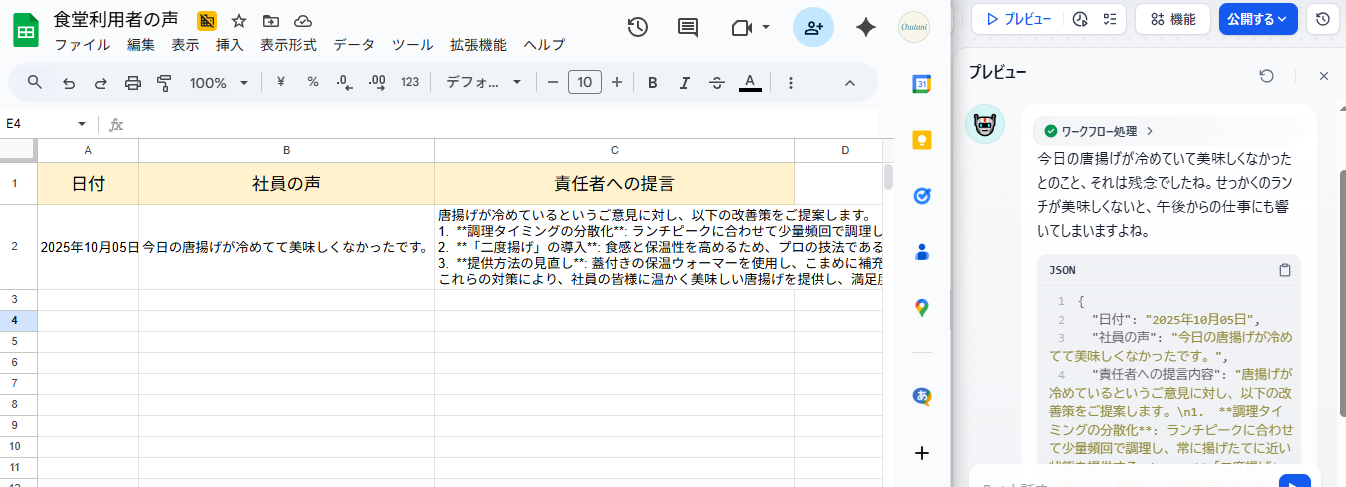 食堂利用者の声
ファイル 編集 表示 挿入 表示形式 データ ツール 拡張機能 ヘルプ
100% ¥ % .0 .00 123 デフォ... 10 B I A
E4 fx
A B C D
1 日付 社員の声 責任者への提言
2 2025年10月05日 今日の唐揚げが冷めてて美味しくなかったです。
唐揚げが冷めているというご意見に対し、以下の改善策をご提案します。
1. **調理タイミングの分散化**: ランチピークに合わせて少量頻回で調理し
2. **「二度揚げ」の導入**: 食感と保温性を高めるため、プロの技法である
3. **提供方法の見直し**: 蓋付きの保温ウォーマーを使用し、こまめに補充
これらの対策により、社員の皆様に温かく美味しい唐揚げを提供し、満足度
3
4
5
6
7
8
9
10
11
Chatani
31
あ
プレビュー 機能 公開する
プレビュー
ワークフロー処理
今日の唐揚げが冷めていて美味しくなかった
とのこと、それは残念でしたね。せっかくのラン
チが美味しくないと、午後からの仕事にも響
いてしまいますよね。
JSON
1 {
2 "日付": "2025年10月05日",
3 "社員の声": "今日の唐揚げが冷め
てて美味しくなかったです。",
4 "責任者への提言内容": "唐揚げが
冷めているというご意見に対し、以下の改
善策をご提案します。\n1. **調理タイ
ミングの分散化**: ランチピークに合わせ
て少量頻回で調理し、常に揚げたてに近い